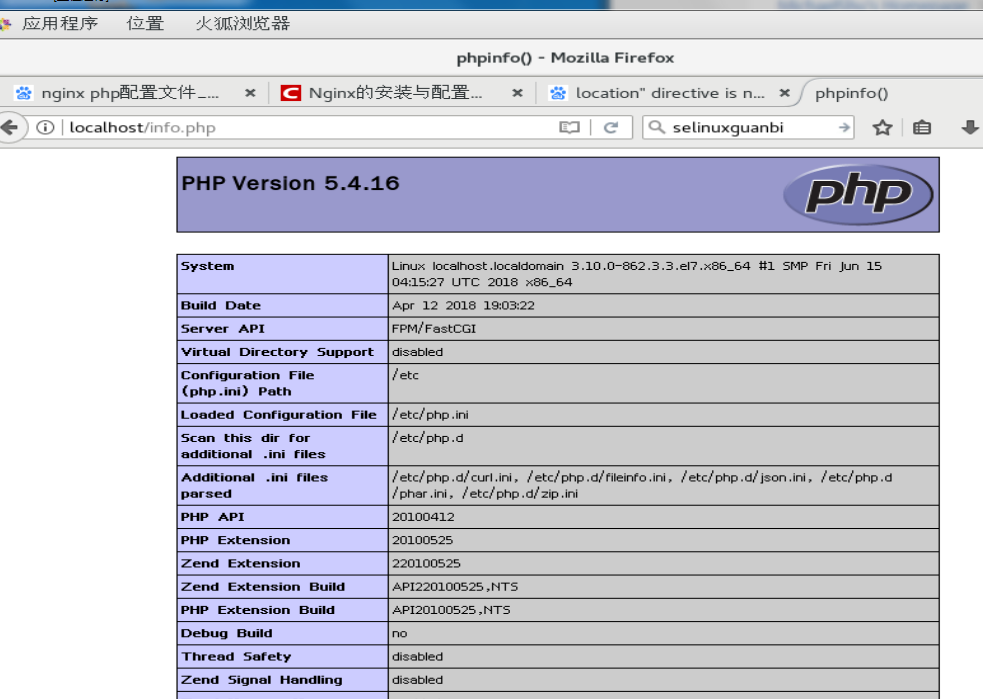 应用程序 位置 火狐浏览器
phpinfo() - Mozilla Firefox
nginx php配置文件_... × Nginx的安装与配置... × location" directive is n... × phpinfo()
localhost/info.php selinuxguanbi
PHP Version 5.4.16
php
System Linux localhost.localdomain 3.10.0-862.3.3.el7.x86_64 #1 SMP Fri Jun 15
04:15:27 UTC 2018 x86_64
Build Date Apr 12 2018 19:03:22
Server API FPM/FastCGI
Virtual Directory Support disabled
Configuration File /etc
(php.ini) Path
Loaded Configuration File /etc/php.ini
Scan this dir for /etc/php.d
additional .ini files
Additional .ini files /etc/php.d/curl.ini, /etc/php.d/fileinfo.ini, /etc/php.d/json.ini, /etc/php.d
parsed /phar.ini, /etc/php.d/zip.ini
PHP API 20100412
PHP Extension 20100525
Zend Extension 220100525
Zend Extension Build API220100525,NTS
PHP Extension Build API20100525,NTS
Debug Build no
Thread Safety disabled
Zend Signal Handling disabled